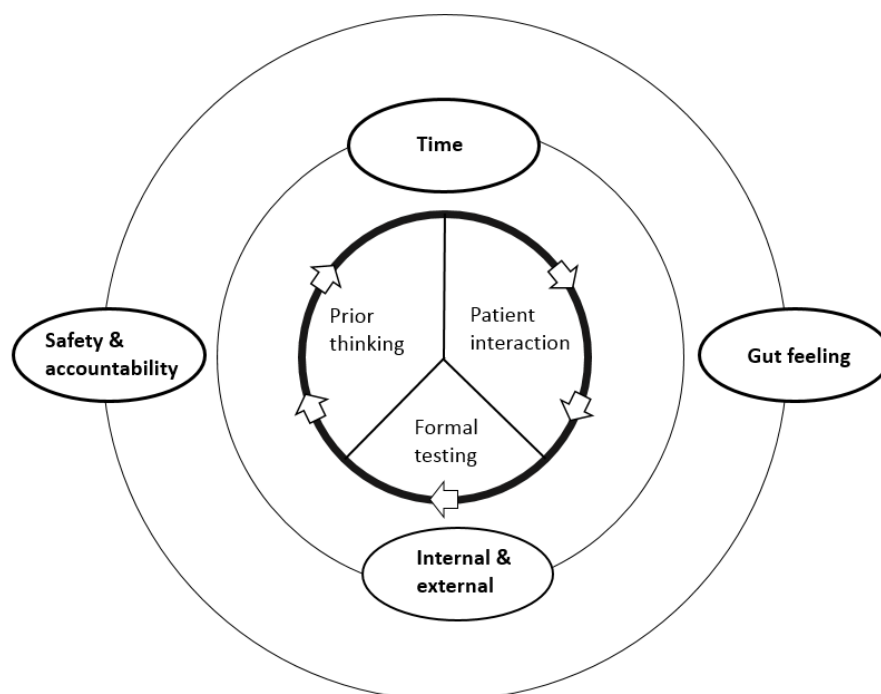 Time
Safety &
accountability
Prior
thinking
Patient
interaction
Gut feeling
Formal
testing
Internal &
external